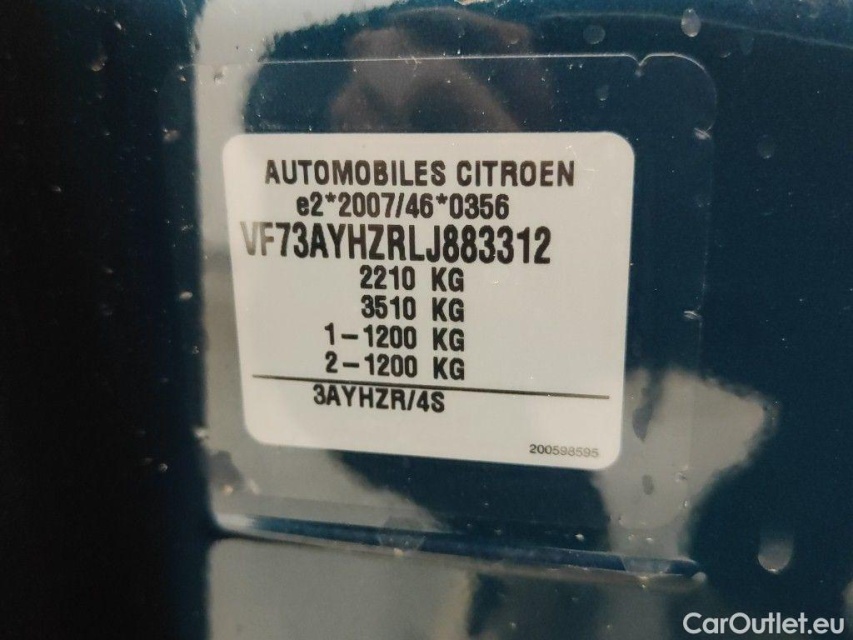 AUTOMOBILES CITROEN
e2*2007/46*0356
VF73AYHZRLJ883312
2210 KG
3510 KG
1-1200 KG
2-1200 KG
3AYHZR/4S
200598595
CarOutlet.eu